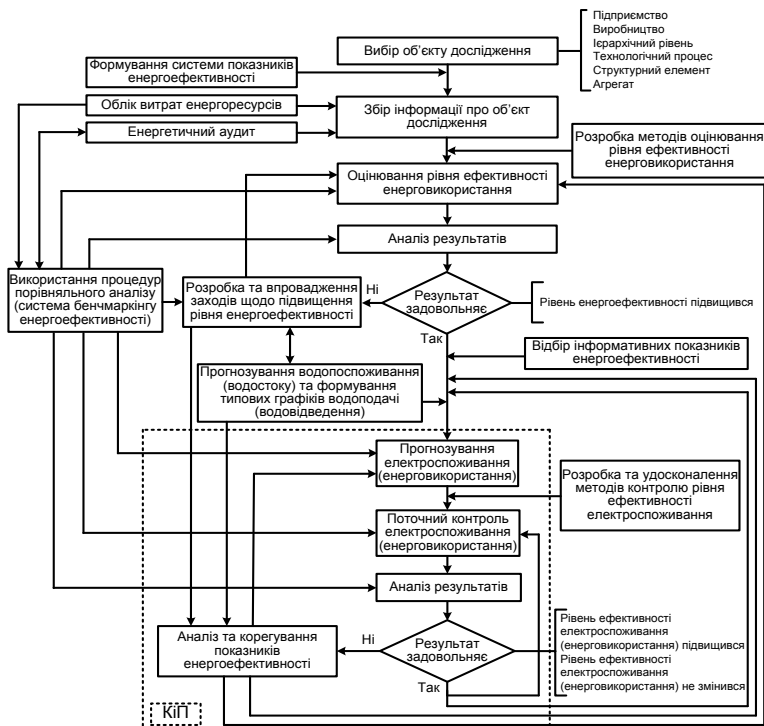 Підприємство
Виробництво
Ієрархічний рівень
Технологічний процес
Структурний елемент
Агрегат
Вибір об’єкту дослідження
Формування системи показників
енергоефективності
Облік витрат енергоресурсів
Енергетичний аудит
Збір інформації про об’єкт
дослідження
Розробка методів оцінювання
рівня ефективності
енерговикористання
Оцінювання рівня ефективності
енерговикористання
Аналіз результатів
Використання процедур
порівняльного аналізу
(система бенчмаркінгу
енергоефективності)
Розробка та впровадження
заходів щодо підвищення
рівня енергоефективності
Ні
Результат
задовольняє
Рівень енергоефективності підвищився
Так
Відбір інформативних показників
енергоефективності
Прогнозування водопоспоживання
(водостоку) та формування
типових графіків водоподачі
(водовідведення)
Прогнозування
електроспоживання
(енерговикористання)
Розробка та удосконалення
методів контролю рівня
ефективності
електроспоживання
Поточний контроль
електроспоживання
(енерговикористання)
Аналіз результатів
Аналіз та корегування
показників
енергоефективності
Ні
Результат
задовольняє
Рівень ефективності
електроспоживання
(енерговикористання) підвищився
Рівень ефективності
електроспоживання
(енерговикористання) не змінився
Так
КіП